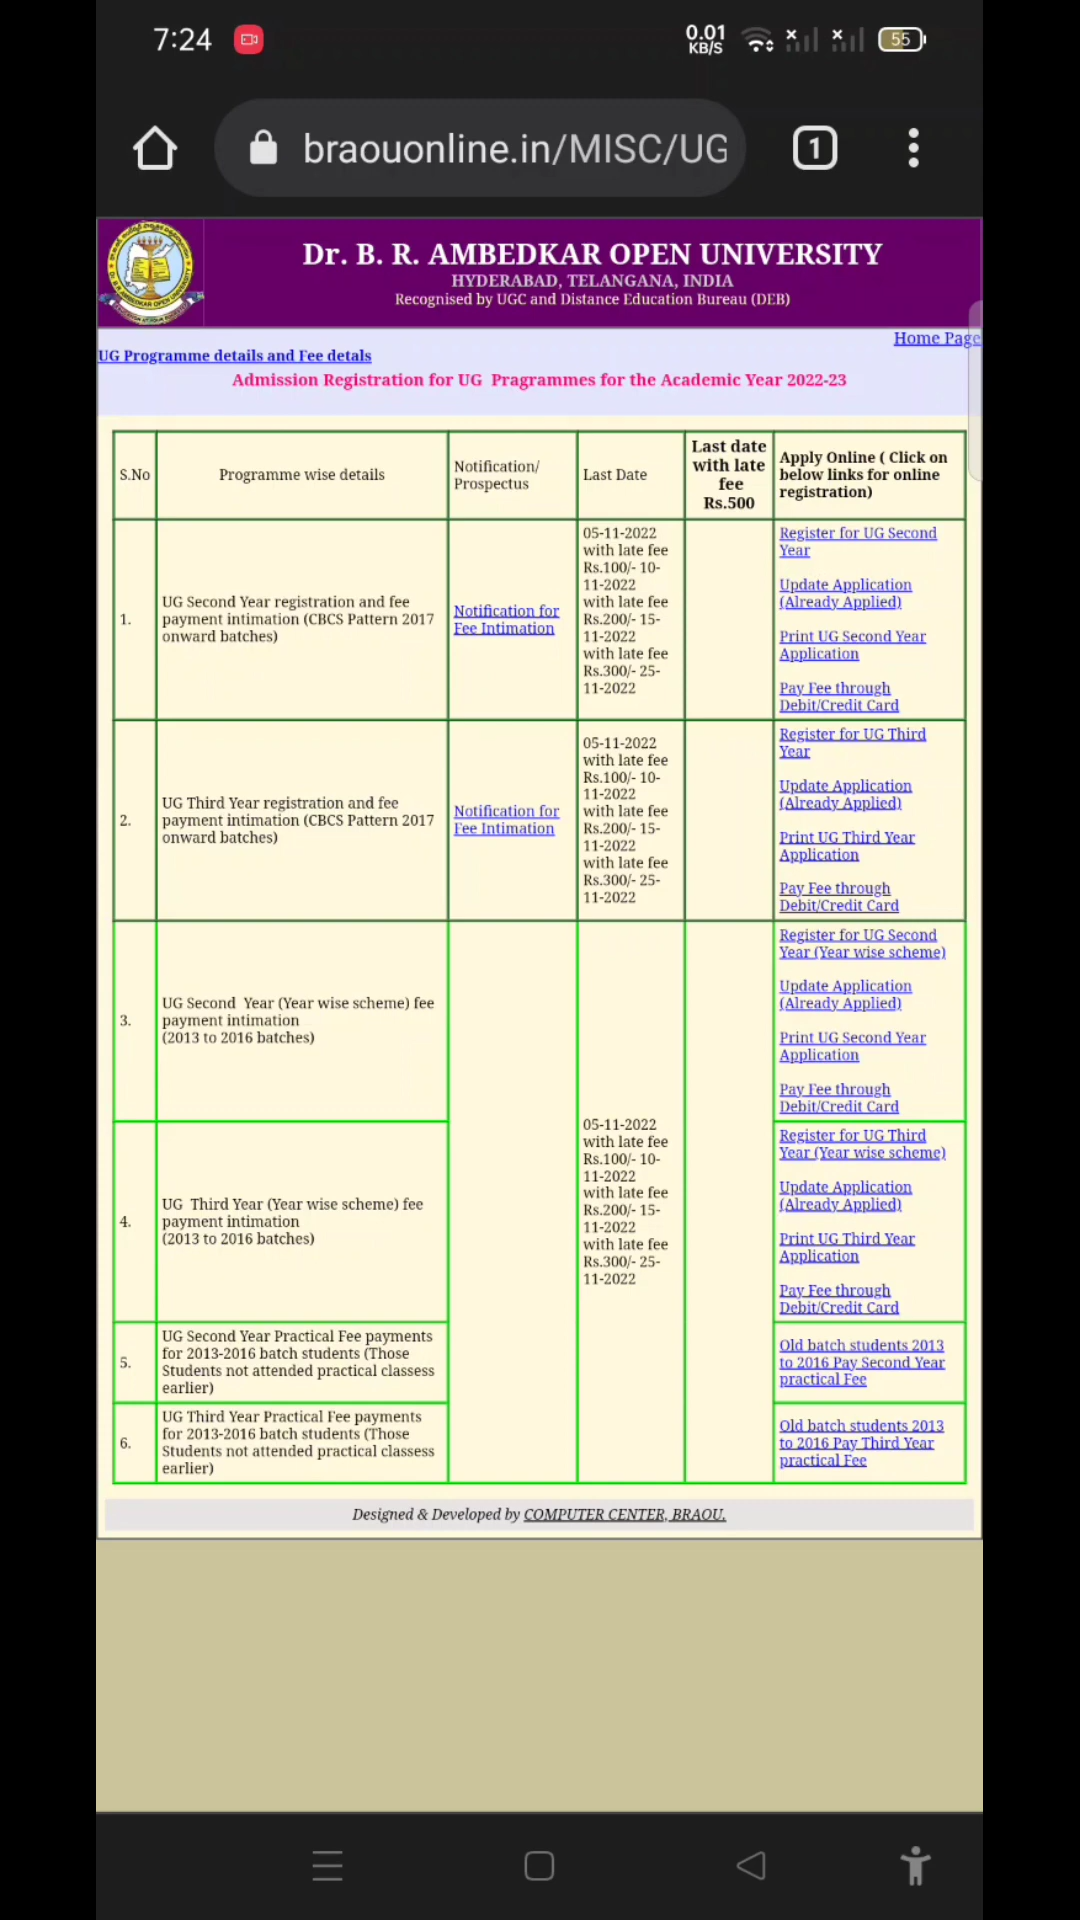 7:24
0.01
KB/S
55
braouonline.in/MISC/UG
1
Dr. B. R. AMBEDKAR OPEN UNIVERSITY
HYDERABAD, TELANGANA, INDIA
Recognised by UGC and Distance Education Bureau (DEB)
Home Page
UG Programme details and Fee detals
Admission Registration for UG Pragrammes for the Academic Year 2022-23
S.No
Programme wise details
Notification/
Prospectus
Last Date
Last date
with late
fee
Rs.500
Apply Online ( Click on
below links for online
registration)
1.
UG Second Year registration and fee
payment intimation (CBCS Pattern 2017
onward batches)
Notification for
Fee Intimation
05-11-2022
with late fee
Rs.100/- 10-
11-2022
with late fee
Rs.200/- 15-
11-2022
with late fee
Rs.300/- 25-
11-2022
Register for UG Second
Year
Update Application
(Already Applied)
Print UG Second Year
Application
Pay Fee through
Debit/Credit Card
2.
UG Third Year registration and fee
payment intimation (CBCS Pattern 2017
onward batches)
Notification for
Fee Intimation
05-11-2022
with late fee
Rs.100/- 10-
11-2022
with late fee
Rs.200/- 15-
11-2022
with late fee
Rs.300/- 25-
11-2022
Register for UG Third
Year
Update Application
(Already Applied)
Print UG Third Year
Application
Pay Fee through
Debit/Credit Card
3.
UG Second Year (Year wise scheme) fee
payment intimation
(2013 to 2016 batches)
Register for UG Second
Year (Year wise scheme)
Update Application
(Already Applied)
Print UG Second Year
Application
Pay Fee through
Debit/Credit Card
4.
UG Third Year (Year wise scheme) fee
payment intimation
(2013 to 2016 batches)
05-11-2022
with late fee
Rs.100/- 10-
11-2022
with late fee
Rs.200/- 15-
11-2022
with late fee
Rs.300/- 25-
11-2022
Register for UG Third
Year (Year wise scheme)
Update Application
(Already Applied)
Print UG Third Year
Application
Pay Fee through
Debit/Credit Card
5.
UG Second Year Practical Fee payments
for 2013-2016 batch students (Those
Students not attended practical classess
earlier)
Old batch students 2013
to 2016 Pay Second Year
practical Fee
6.
UG Third Year Practical Fee payments
for 2013-2016 batch students (Those
Students not attended practical classess
earlier)
Old batch students 2013
to 2016 Pay Third Year
practical Fee
Designed & Developed by COMPUTER CENTER, BRAOU.